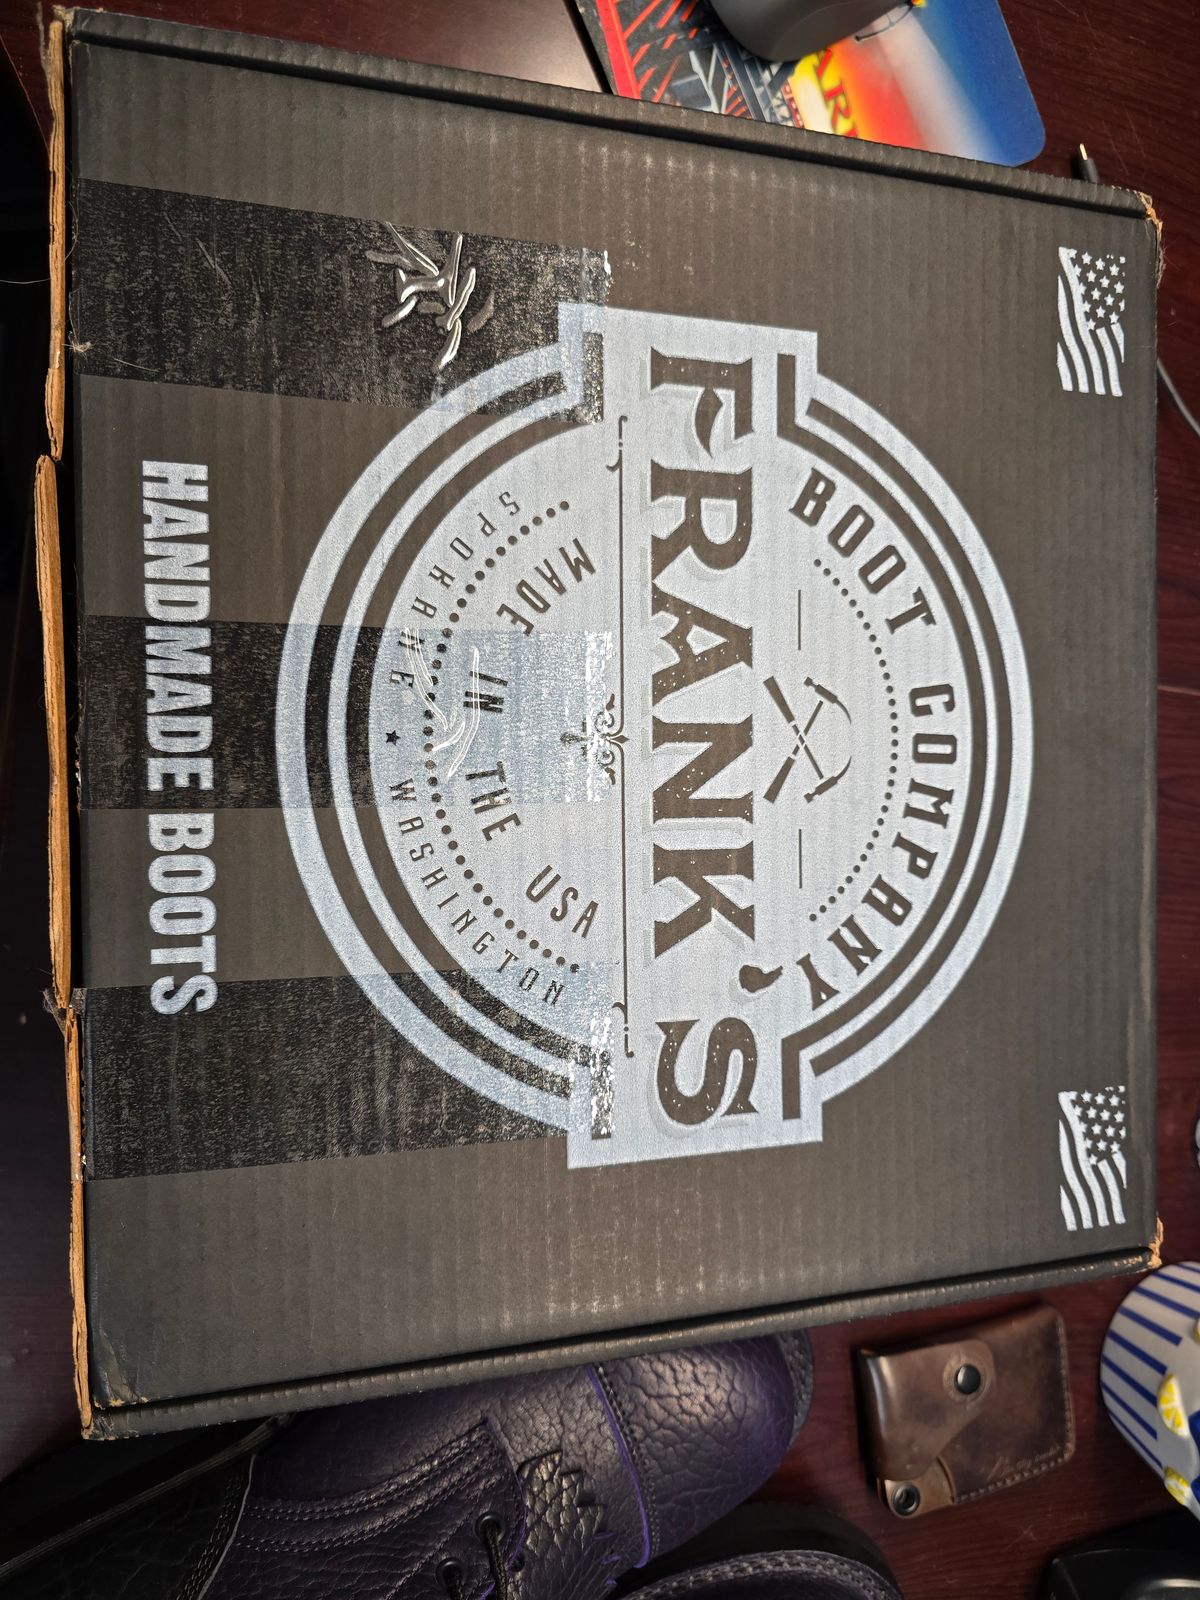 BOOT COMPANY
FRANK'S
MADE IN THE USA
SPOKANE ★ WASHINGTON
HANDMADE BOOTS